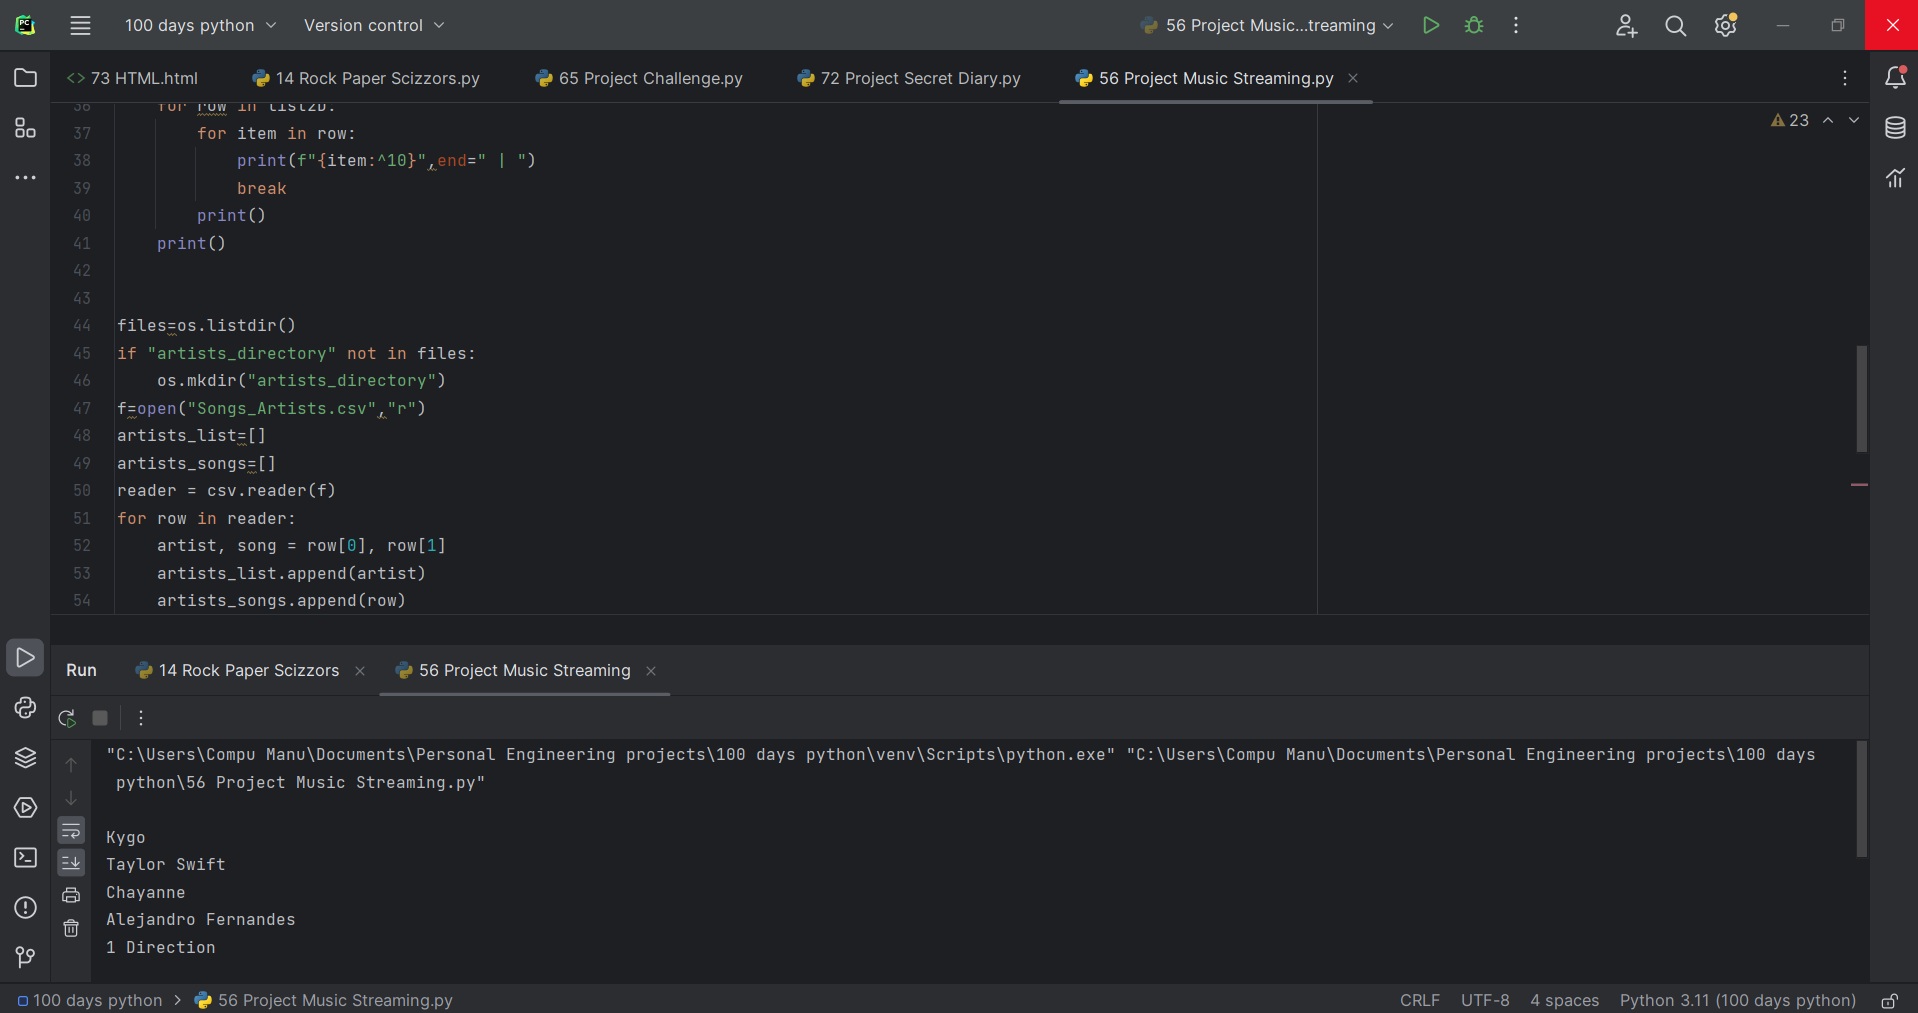 PC
100 days python
Version control
56 Project Music...treaming
73 HTML.html
14 Rock Paper Scizzors.py
65 Project Challenge.py
72 Project Secret Diary.py
56 Project Music Streaming.py
23
36 for row in list2D:
37 for item in row:
38 print(f"{item:^10}",end=" | ")
39 break
40 print()
41 print()
42
43
44 files=os.listdir()
45 if "artists_directory" not in files:
46 os.mkdir("artists_directory")
47 f=open("Songs_Artists.csv","r")
48 artists_list=[]
49 artists_songs=[]
50 reader = csv.reader(f)
51 for row in reader:
52 artist, song = row[0], row[1]
53 artists_list.append(artist)
54 artists_songs.append(row)
Run
14 Rock Paper Scizzors
56 Project Music Streaming
"C:\Users\Compu Manu\Documents\Personal Engineering projects\100 days python\venv\Scripts\python.exe" "C:\Users\Compu Manu\Documents\Personal Engineering projects\100 days
python\56 Project Music Streaming.py"
Kygo
Taylor Swift
Chayanne
Alejandro Fernandes
1 Direction
100 days python > 56 Project Music Streaming.py
CRLF
UTF-8
4 spaces
Python 3.11 (100 days python)